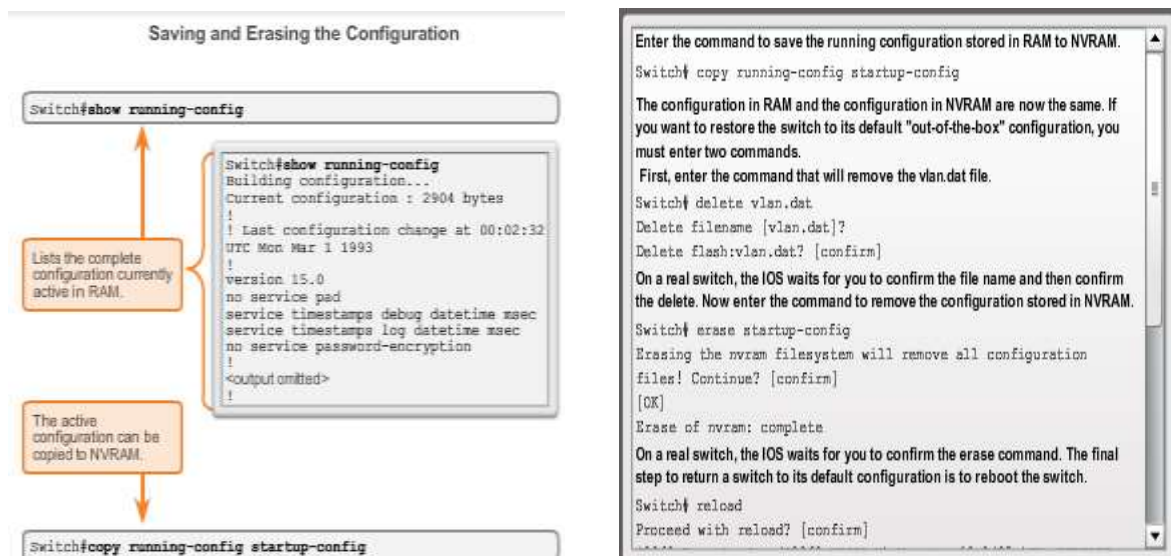 Saving and Erasing the Configuration
Switch#show running-config
Switch#show running-config
Building configuration...
Current configuration : 2904 bytes
!
! Last configuration change at 00:02:32
UTC Mon Mar 1 1993
!
version 15.0
no service pad
service timestamps debug datetime msec
service timestamps log datetime msec
no service password-encryption
!
<output omitted>
!
Lists the complete
configuration currently
active in RAM.
The active
configuration can be
copied to NVRAM.
Switch#copy running-config startup-config
Enter the command to save the running configuration stored in RAM to NVRAM.
Switch# copy running-config startup-config
The configuration in RAM and the configuration in NVRAM are now the same. If
you want to restore the switch to its default "out-of-the-box" configuration, you
must enter two commands.
First, enter the command that will remove the vlan.dat file.
Switch# delete vlan.dat
Delete filename [vlan.dat]?
Delete flash:vlan.dat? [confirm]
On a real switch, the IOS waits for you to confirm the file name and then confirm
the delete. Now enter the command to remove the configuration stored in NVRAM.
Switch# erase startup-config
Erasing the nvram filesystem will remove all configuration
files! Continue? [confirm]
[OK]
Erase of nvram: complete
On a real switch, the IOS waits for you to confirm the erase command. The final
step to return a switch to its default configuration is to reboot the switch.
Switch# reload
Proceed with reload? [confirm]